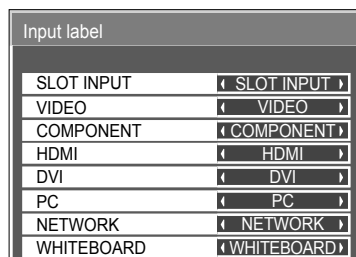 Input label
SLOT INPUT SLOT INPUT
VIDEO VIDEO
COMPONENT COMPONENT
HDMI HDMI
DVI DVI
PC PC
NETWORK NETWORK
WHITEBOARD WHITEBOARD